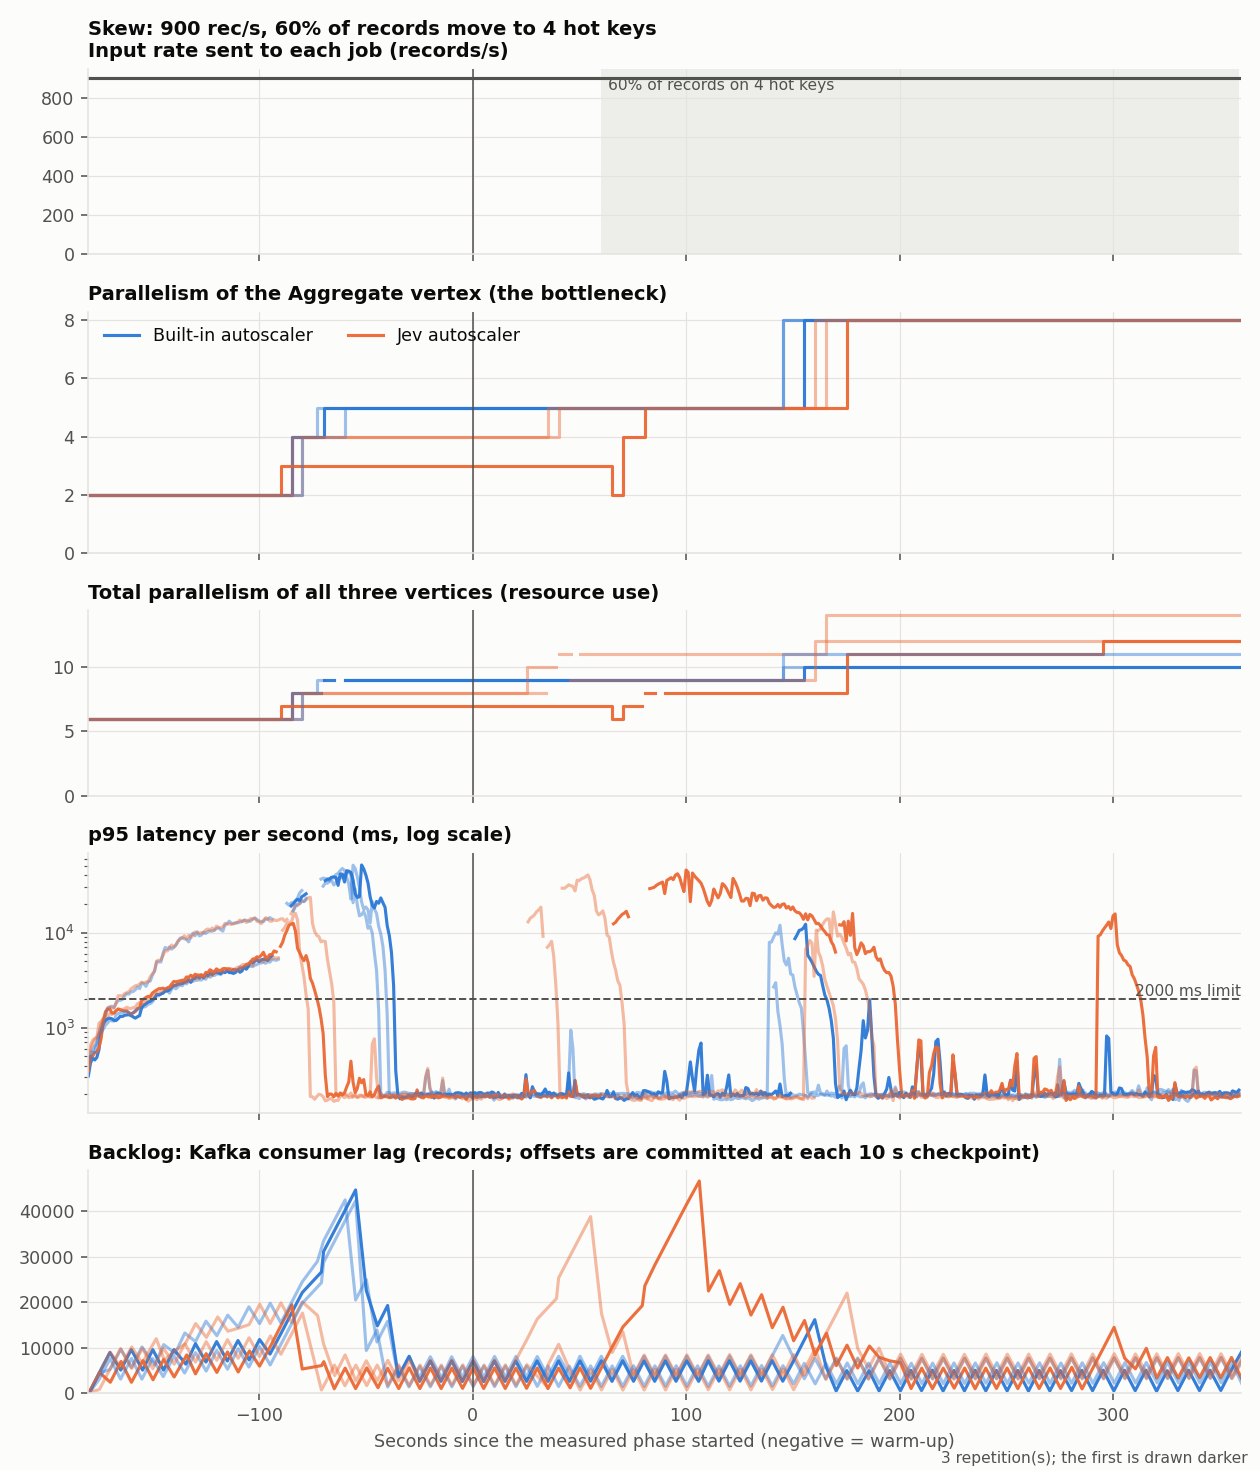 Skew: 900 rec/s, 60% of records move to 4 hot keys
Input rate sent to each job (records/s)
60% of records on 4 hot keys
800
600
400
200
0
Parallelism of the Aggregate vertex (the bottleneck)
8
Built-in autoscaler
Jev autoscaler
6
4
2
0
Total parallelism of all three vertices (resource use)
10
5
0
p95 latency per second (ms, log scale)
10⁴
2000 ms limit
10³
Backlog: Kafka consumer lag (records; offsets are committed at each 10 s checkpoint)
40000
30000
20000
10000
0
−100 0 100 200 300
Seconds since the measured phase started (negative = warm-up)
3 repetition(s); the first is drawn darker